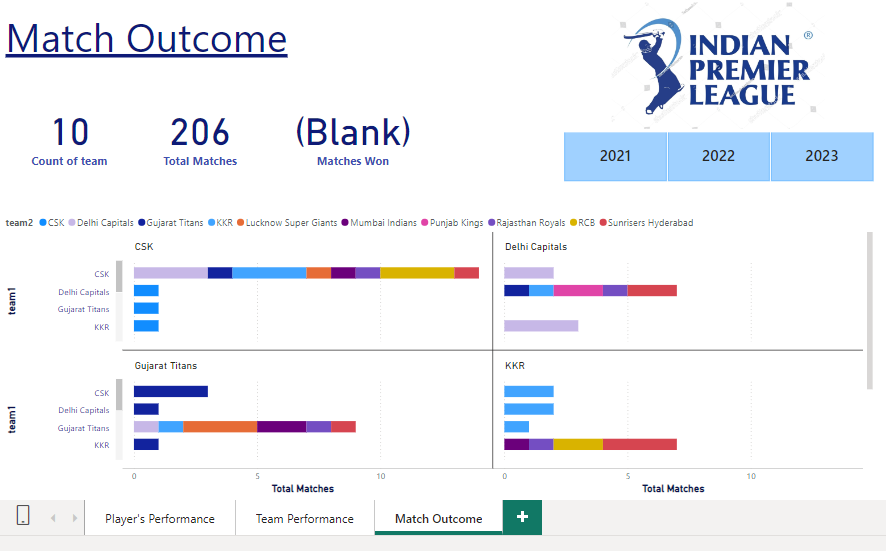 Match Outcome
INDIAN ®
PREMIER
LEAGUE
10
Count of team
206
Total Matches
(Blank)
Matches Won
2021 2022 2023
team2 CSK Delhi Capitals Gujarat Titans KKR Lucknow Super Giants Mumbai Indians Punjab Kings Rajasthan Royals RCB Sunrisers Hyderabad
CSK
Delhi Capitals
team1
CSK
Delhi Capitals
Gujarat Titans
KKR
Gujarat Titans
KKR
team1
CSK
Delhi Capitals
Gujarat Titans
KKR
0 5 10
0 5 10
Total Matches
Total Matches
Player's Performance
Team Performance
Match Outcome
+